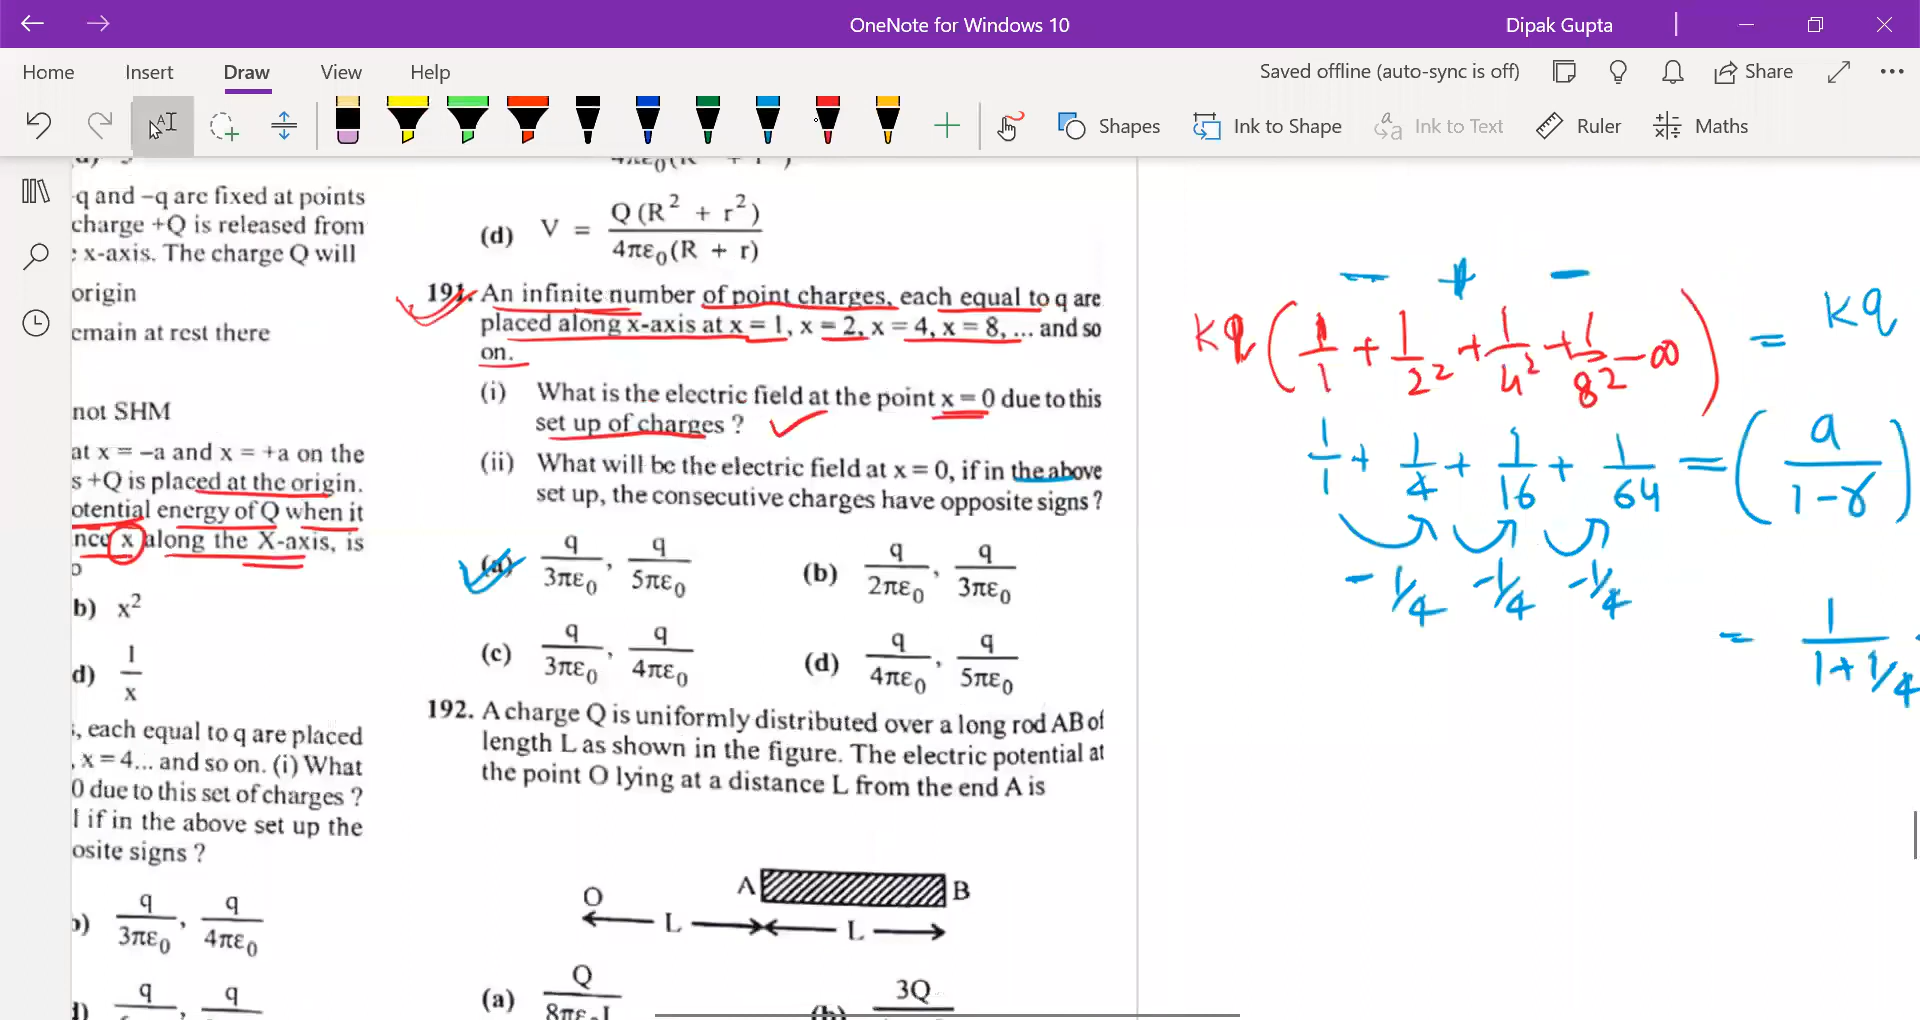 OneNote for Windows 10
Dipak Gupta
Home Insert Draw View Help
Saved offline (auto-sync is off)
Share
Shapes Ink to Shape Ink to Text Ruler Maths
-q and –q are fixed at points
charge +Q is released from
x-axis. The charge Q will
origin
emain at rest there
not SHM
at x = –a and x = +a on the
s +Q is placed at the origin.
otential energy of Q when it
nce x along the X-axis, is
b) x²
d) 1/x
, each equal to q are placed
, x = 4... and so on. (i) What
0 due to this set of charges ?
l if in the above set up the
osite signs ?
q/3πε₀, q/4πε₀
q q
(d) V = Q (R² + r²) / 4πε₀(R + r)
191. An infinite number of point charges, each equal to q are
placed along x-axis at x = 1, x = 2, x = 4, x = 8, ... and so
on.
(i) What is the electric field at the point x = 0 due to this
set up of charges ?
(ii) What will be the electric field at x = 0, if in the above
set up, the consecutive charges have opposite signs ?
(a) q/3πε₀, q/5πε₀ (b) q/2πε₀, q/3πε₀
(c) q/3πε₀, q/4πε₀ (d) q/4πε₀, q/5πε₀
192. A charge Q is uniformly distributed over a long rod AB of
length L as shown in the figure. The electric potential at
the point O lying at a distance L from the end A is
O A B
L L
(a) Q/8πε₀L (b) 3Q
– + –
Kq (1/1 + 1/2² + 1/4² + 1/8² – ∞) = Kq
1/1 + 1/4 + 1/16 + 1/64 = (a/1-r)
-1/4 -1/4 -1/4
= 1/1+1/4